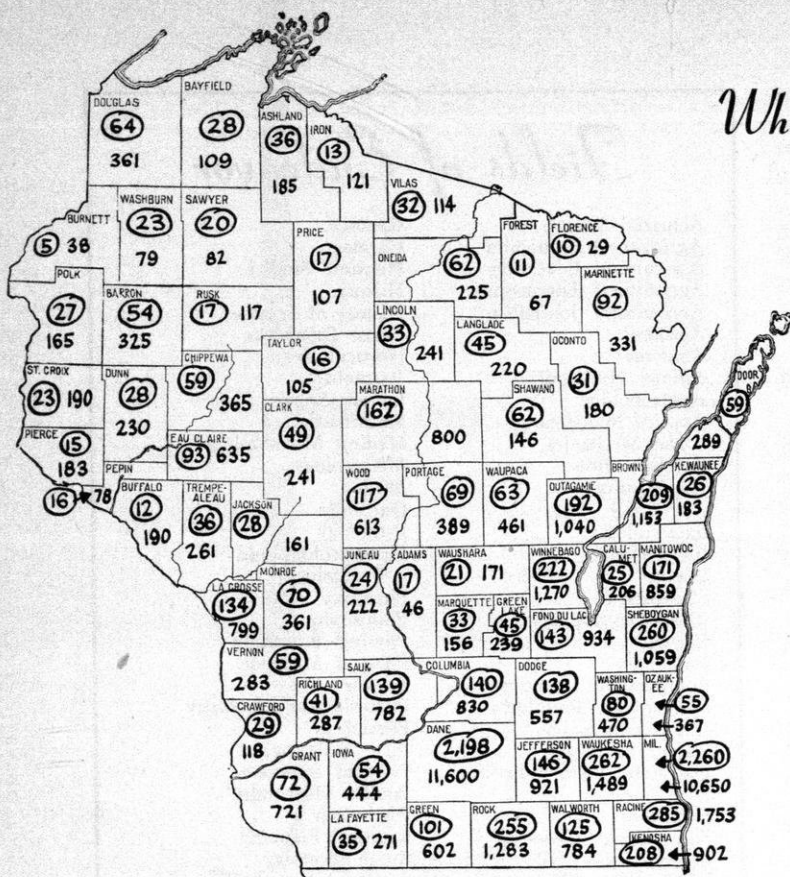 Wh
BAYFIELD
28
109
DOUGLAS
64
361
ASHLAND
36
185
IRON
13
121
VILAS
32 114
BURNETT
5 38
WASHBURN
23
79
SAWYER
20
82
PRICE
17
107
ONEIDA
62
225
FOREST
11
67
FLORENCE
10 29
MARINETTE
92
331
POLK
27
165
BARRON
54
325
RUSK
17 117
LINCOLN
33
241
LANGLADE
45
220
OCONTO
31
180
DOOR
59
289
ST. CROIX
23 190
DUNN
28
230
CHIPPEWA
59
365
TAYLOR
16
105
MARATHON
162
800
SHAWANO
62
146
PIERCE
15
183
EAU CLAIRE
93 635
CLARK
49
241
PEPIN
16 78
BUFFALO
12
190
TREMPE-
ALEAU
36
261
JACKSON
28
161
WOOD
117
613
PORTAGE
69
389
WAUPACA
63
461
OUTAGAMIE
192
1,040
BROWN
209
1,153
KEWAUNEE
26
183
LA CROSSE
134
799
MONROE
70
361
JUNEAU
24
222
ADAMS
17
46
WAUSHARA
21 171
WINNEBAGO
222
1,270
CALU-
MET
25
206
MANITOWOC
171
859
MARQUETTE
33
156
GREEN
LAKE
45
239
FOND DU LAC
143 934
SHEBOYGAN
260
1,059
VERNON
59
283
RICHLAND
41
287
SAUK
139
782
COLUMBIA
140
830
DODGE
138
557
WASHING-
TON
80
470
OZAUK-
EE
55
367
CRAWFORD
29
118
GRANT
72
721
IOWA
54
444
DANE
2,198
11,600
JEFFERSON
146
921
WAUKESHA
262
1,489
MIL.
2,260
10,650
LA FAYETTE
35 271
GREEN
101
602
ROCK
255
1,283
WALWORTH
125
784
RACINE
285 1,753
KENOSHA
208 902